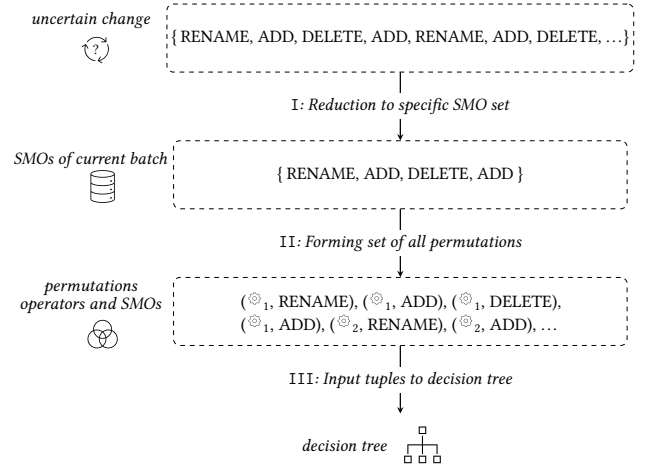 uncertain change
?
{ RENAME, ADD, DELETE, ADD, RENAME, ADD, DELETE, …}
I: Reduction to specific SMO set
SMOs of current batch
{ RENAME, ADD, DELETE, ADD }
II: Forming set of all permutations
permutations
operators and SMOs
( 1, RENAME), ( 1, ADD), ( 1, DELETE),
( 1, ADD), ( 2, RENAME), ( 2, ADD), …
III: Input tuples to decision tree
decision tree